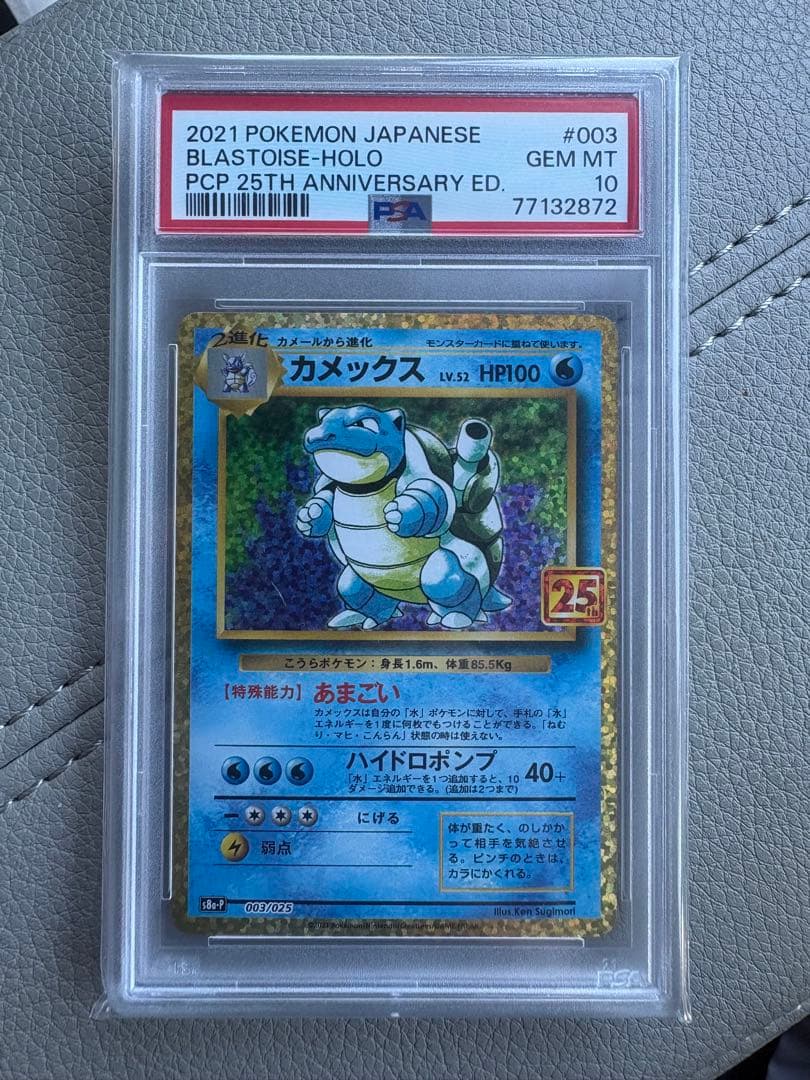 2021 POKEMON JAPANESE #003
BLASTOISE-HOLO GEM MT
PCP 25TH ANNIVERSARY ED. 10
PSA 77132872
2進化 カメールから進化 モンスターカードに重ねて使います。
カメックス LV.52 HP100
25th
こうらポケモン：身長1.6m、体重85.5Kg
【特殊能力】あまごい
カメックスは自分の「水」ポケモンに対して、手札の「水」
エネルギーを1度に何枚でもつけることができる。「ねむ
り・マヒ・こんらん」状態の時は使えない。
ハイドロポンプ
「水」エネルギーを1つ追加すると、10 40+
ダメージ追加できる。(追加は2つまで)
にげる
弱点
体が重たく、のしかか
って相手を気絶させ
る。ピンチのときは、
カラにかくれる。
s8a-P 003/025 Illus.Ken Sugimori
PSA